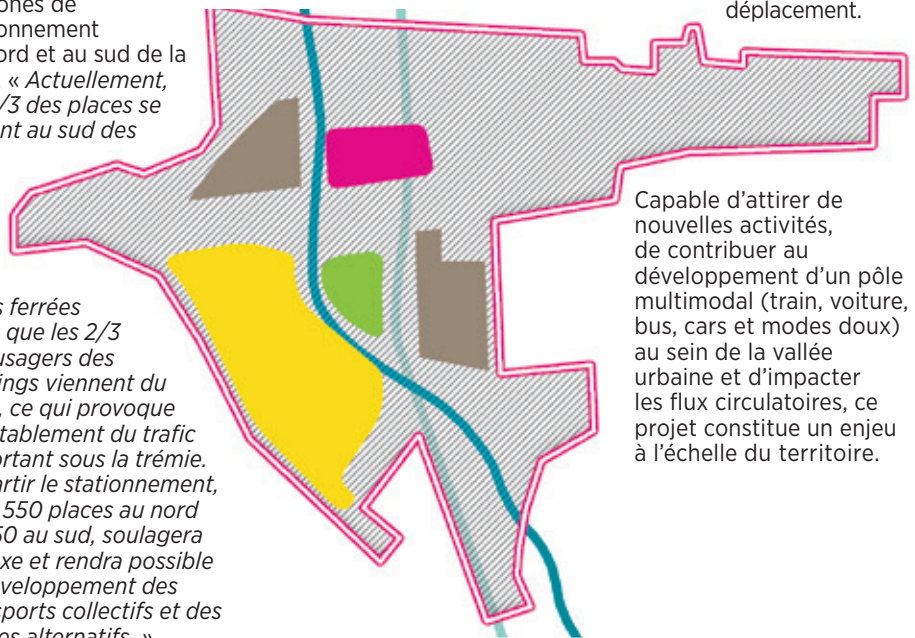 ones de
onnement
ord et au sud de la
. « Actuellement,
/3 des places se
nt au sud des
s ferrées
que les 2/3
usagers des
ings viennent du
, ce qui provoque
tablement du trafic
ortant sous la trémie.
artir le stationnement,
550 places au nord
50 au sud, soulagera
xe et rendra possible
éveloppement des
sports collectifs et des
es alternatifs. »
déplacement.
Capable d'attirer de
nouvelles activités,
de contribuer au
développement d'un pôle
multimodal (train, voiture,
bus, cars et modes doux)
au sein de la vallée
urbaine et d'impacter
les flux circulatoires, ce
projet constitue un enjeu
à l'échelle du territoire.